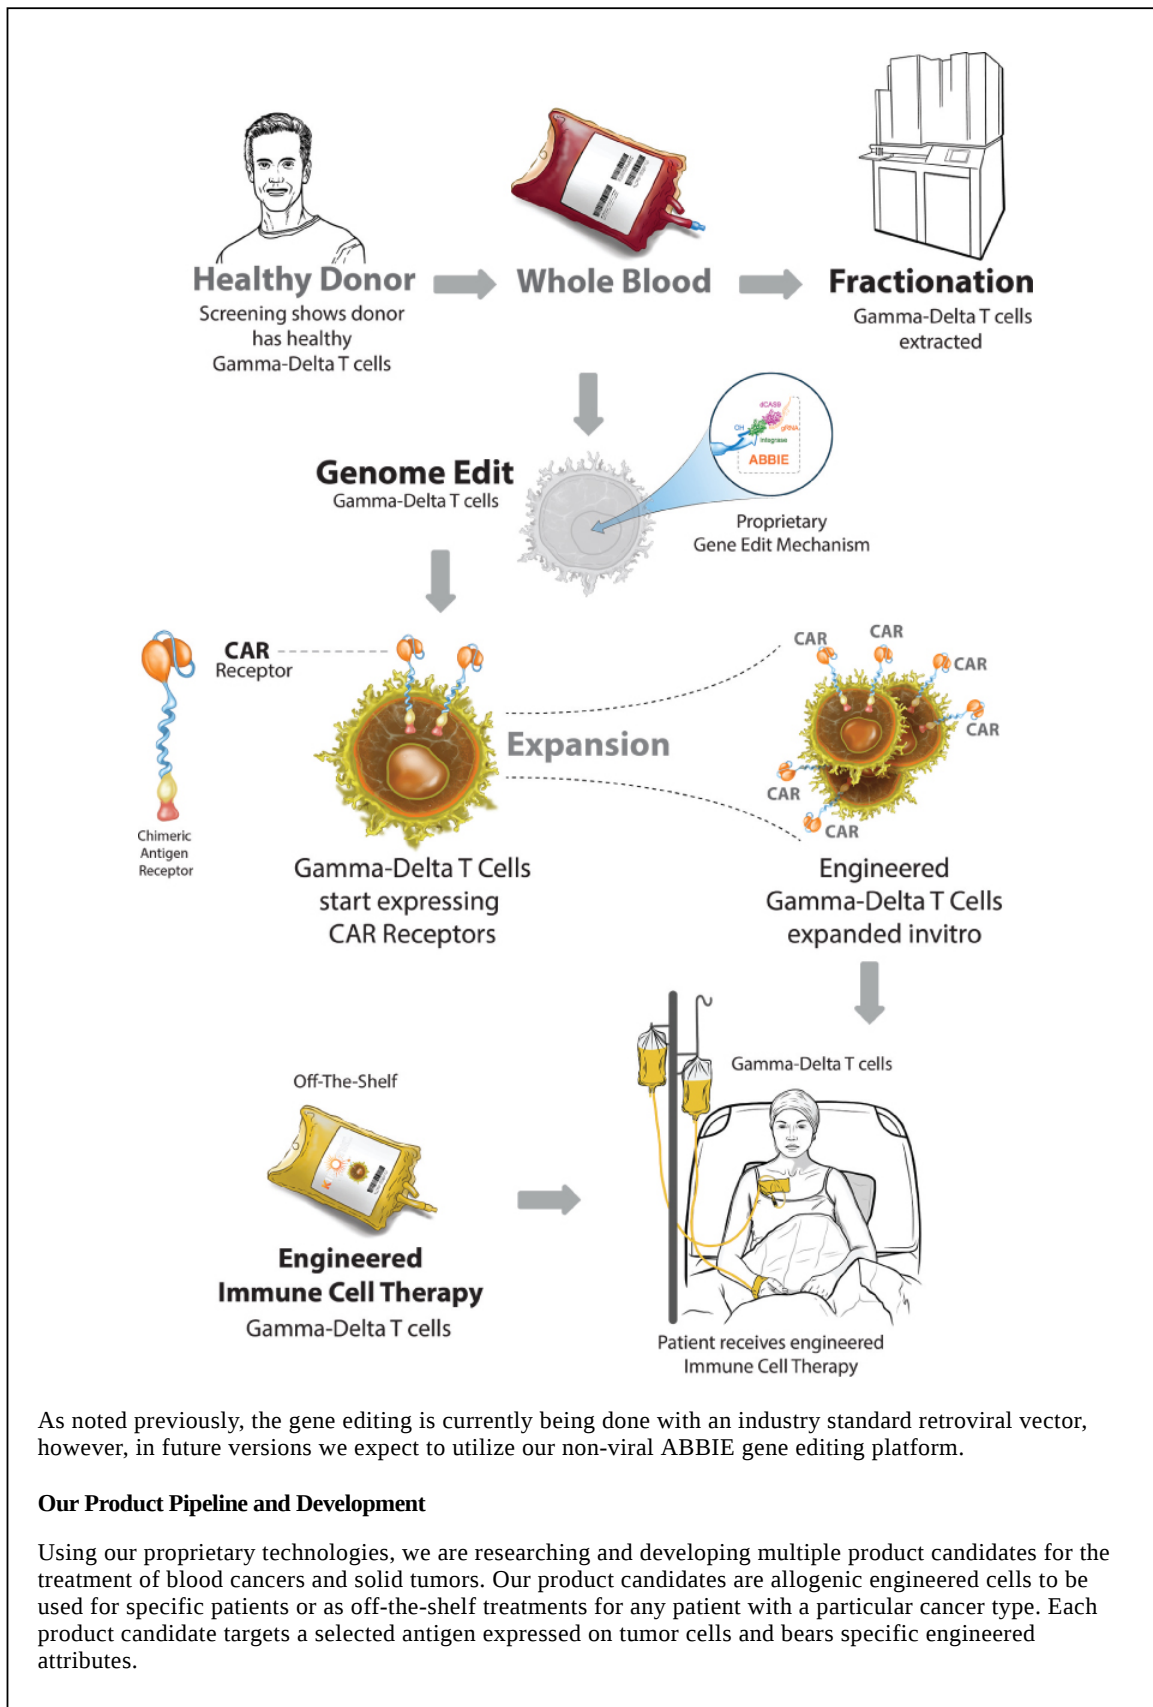 Healthy Donor
Screening shows donor
has healthy
Gamma-Delta T cells
Whole Blood
Fractionation
Gamma-Delta T cells
extracted
Genome Edit
Gamma-Delta T cells
dCAS9
OH
gRNA
integrase
ABBIE
Proprietary
Gene Edit Mechanism
Chimeric
Antigen
Receptor
CAR
Receptor
Gamma-Delta T Cells
start expressing
CAR Receptors
Expansion
CAR
CAR
CAR
CAR
CAR
CAR
Engineered
Gamma-Delta T Cells
expanded invitro
Off-The-Shelf
Engineered
Immune Cell Therapy
Gamma-Delta T cells
Gamma-Delta T cells
Patient receives engineered
Immune Cell Therapy
As noted previously, the gene editing is currently being done with an industry standard retroviral vector,
however, in future versions we expect to utilize our non-viral ABBIE gene editing platform.
Our Product Pipeline and Development
Using our proprietary technologies, we are researching and developing multiple product candidates for the
treatment of blood cancers and solid tumors. Our product candidates are allogenic engineered cells to be
used for specific patients or as off-the-shelf treatments for any patient with a particular cancer type. Each
product candidate targets a selected antigen expressed on tumor cells and bears specific engineered
attributes.